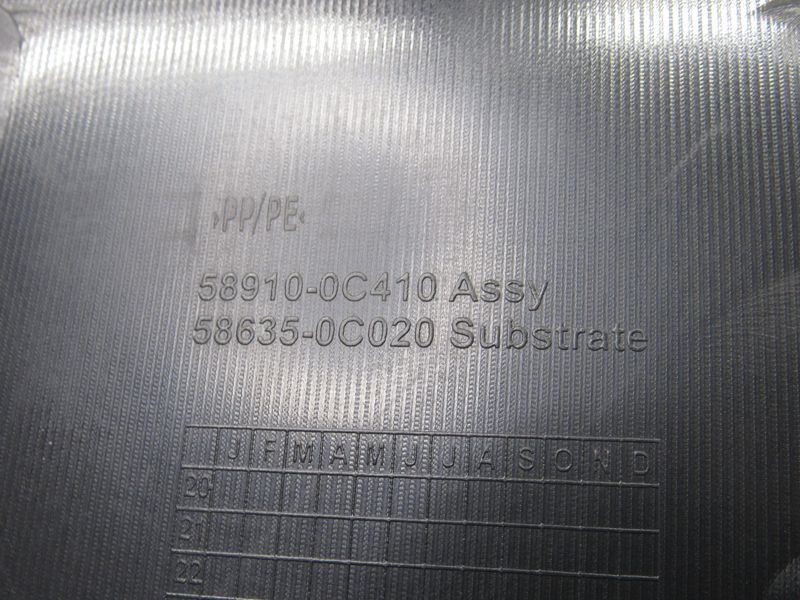 >PP/PE<
58910-0C410 Assy
58635-0C020 Substrate
J F M A M J J A S O N D
20
21
22